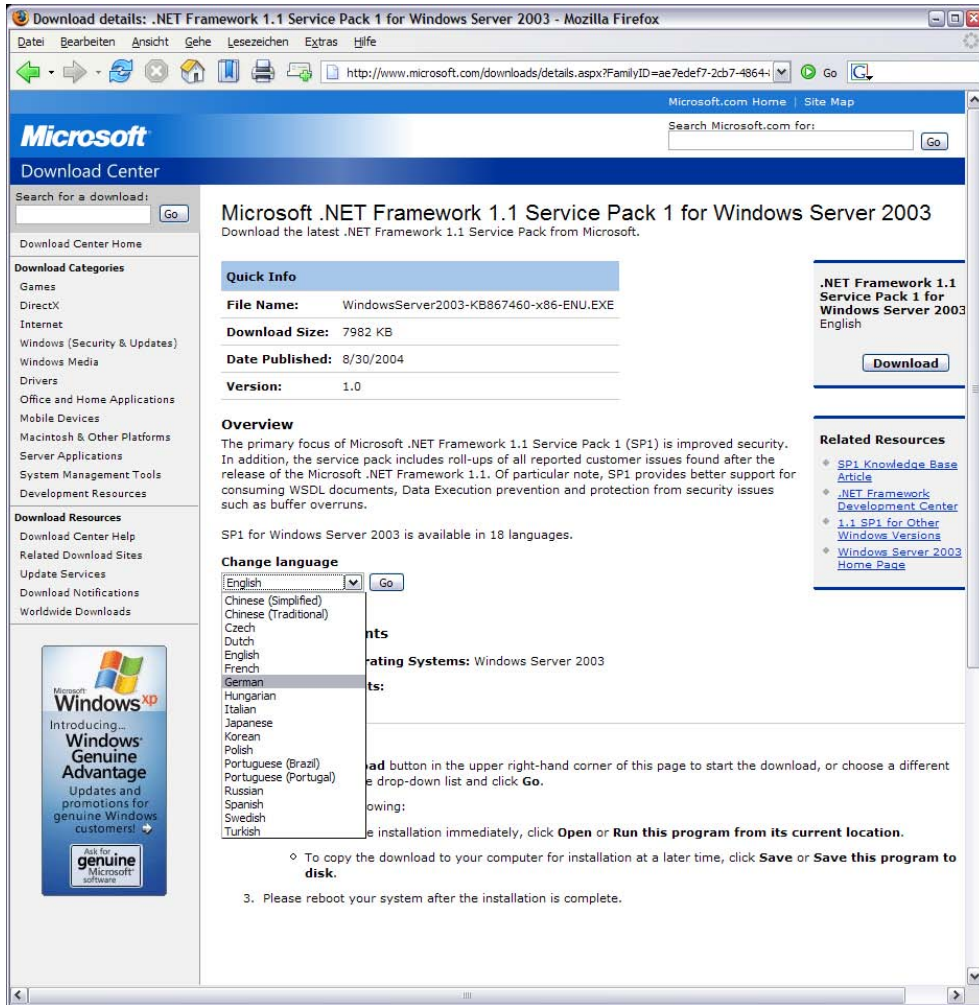 Download details: .NET Framework 1.1 Service Pack 1 for Windows Server 2003 - Mozilla Firefox
Datei Bearbeiten Ansicht Gehe Lesezeichen Extras Hilfe
http://www.microsoft.com/downloads/details.aspx?FamilyID=ae7edef7-2cb7-4864- Go
Microsoft.com Home | Site Map
Microsoft
Search Microsoft.com for:
Go
Download Center
Search for a download:
Go
Download Center Home
Download Categories
Games
DirectX
Internet
Windows (Security & Updates)
Windows Media
Drivers
Office and Home Applications
Mobile Devices
Macintosh & Other Platforms
Server Applications
System Management Tools
Development Resources
Download Resources
Download Center Help
Related Download Sites
Update Services
Download Notifications
Worldwide Downloads
Microsoft
Windows xp
Introducing...
Windows
Genuine
Advantage
Updates and
promotions for
genuine Windows
customers!
Ask for
genuine
Microsoft
software
Microsoft .NET Framework 1.1 Service Pack 1 for Windows Server 2003
Download the latest .NET Framework 1.1 Service Pack from Microsoft.
Quick Info
File Name: WindowsServer2003-KB867460-x86-ENU.EXE
Download Size: 7982 KB
Date Published: 8/30/2004
Version: 1.0
Overview
The primary focus of Microsoft .NET Framework 1.1 Service Pack 1 (SP1) is improved security.
In addition, the service pack includes roll-ups of all reported customer issues found after the
release of the Microsoft .NET Framework 1.1. Of particular note, SP1 provides better support for
consuming WSDL documents, Data Execution prevention and protection from security issues
such as buffer overruns.
SP1 for Windows Server 2003 is available in 18 languages.
Change language
English Go
Chinese (Simplified)
Chinese (Traditional)
Czech
Dutch
English
French
German
Hungarian
Italian
Japanese
Korean
Polish
Portuguese (Brazil)
Portuguese (Portugal)
Russian
Spanish
Swedish
Turkish
nts
rating Systems: Windows Server 2003
ts:
ad button in the upper right-hand corner of this page to start the download, or choose a different
e drop-down list and click Go.
owing:
e installation immediately, click Open or Run this program from its current location.
To copy the download to your computer for installation at a later time, click Save or Save this program to
disk.
3. Please reboot your system after the installation is complete.
.NET Framework 1.1
Service Pack 1 for
Windows Server 2003
English
Download
Related Resources
SP1 Knowledge Base
Article
.NET Framework
Development Center
1.1 SP1 for Other
Windows Versions
Windows Server 2003
Home Page